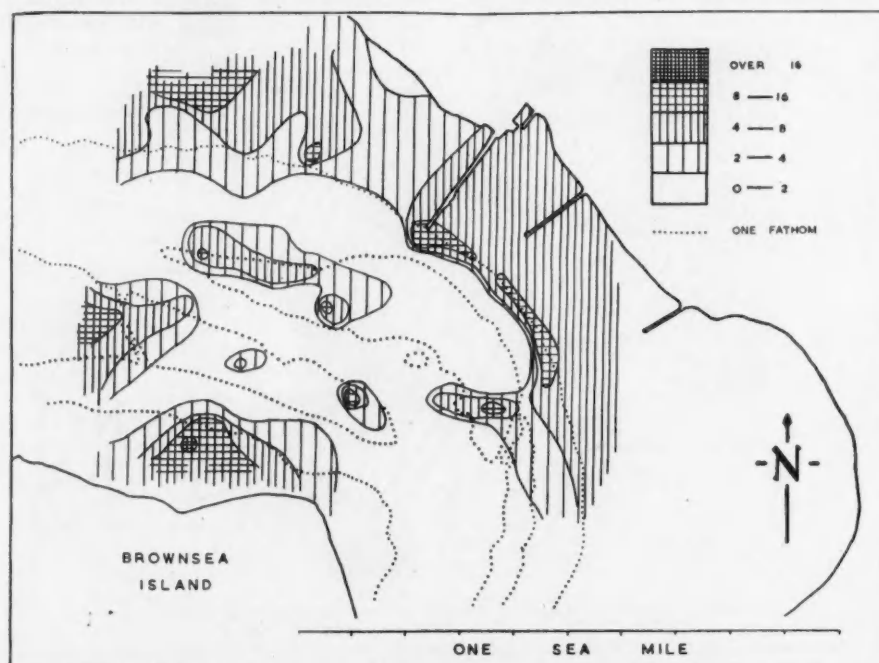 OVER 16
8 — 16
4 — 8
2 — 4
0 — 2
ONE FATHOM
N
BROWNSEA
ISLAND
ONE SEA MILE